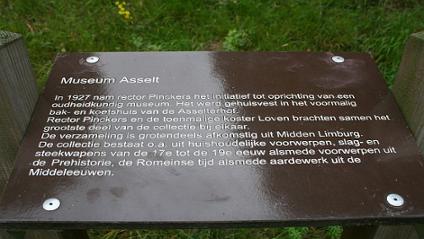 Museum Asselt
In 1927 nam rector Pinckers het initiatief tot oprichting van een
oudheidkundig museum. Het werd gehuisvest in het voormalig
bak- en koetshuis van de Asselterhof.
Rector Pinckers en de toenmalige koster Loven brachten samen het
grootste deel van de collectie bij elkaar.
De verzameling is grotendeels afkomstig uit Midden Limburg.
De collectie bestaat o.a. uit huishoudelijke voorwerpen, slag- en
steekwapens van de 17e tot de 19e eeuw alsmede voorwerpen uit
de Prehistorie, de Romeinse tijd alsmede aardewerk uit de
Middeleeuwen.